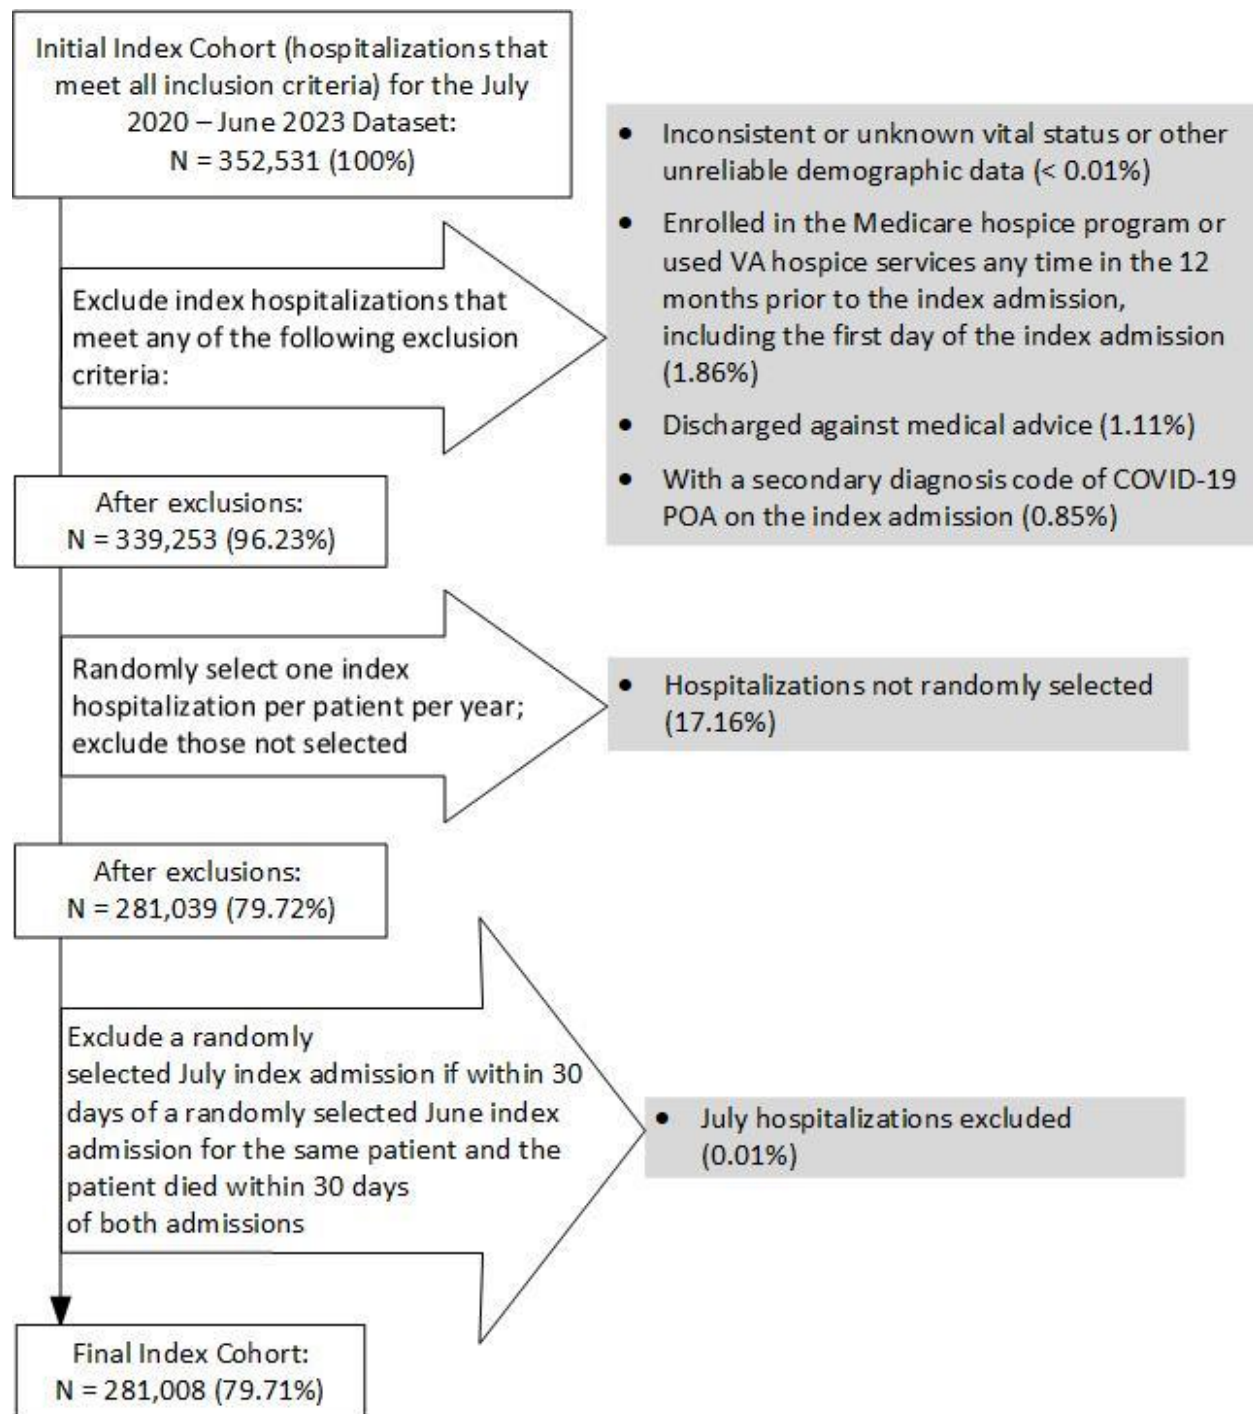 Initial Index Cohort (hospitalizations that
meet all inclusion criteria) for the July
2020 – June 2023 Dataset:
N = 352,531 (100%)
Exclude index hospitalizations that
meet any of the following exclusion
criteria:
• Inconsistent or unknown vital status or other
unreliable demographic data (< 0.01%)
• Enrolled in the Medicare hospice program or
used VA hospice services any time in the 12
months prior to the index admission,
including the first day of the index admission
(1.86%)
• Discharged against medical advice (1.11%)
• With a secondary diagnosis code of COVID-19
POA on the index admission (0.85%)
After exclusions:
N = 339,253 (96.23%)
Randomly select one index
hospitalization per patient per year;
exclude those not selected
• Hospitalizations not randomly selected
(17.16%)
After exclusions:
N = 281,039 (79.72%)
Exclude a randomly
selected July index admission if within 30
days of a randomly selected June index
admission for the same patient and the
patient died within 30 days
of both admissions
• July hospitalizations excluded
(0.01%)
Final Index Cohort:
N = 281,008 (79.71%)